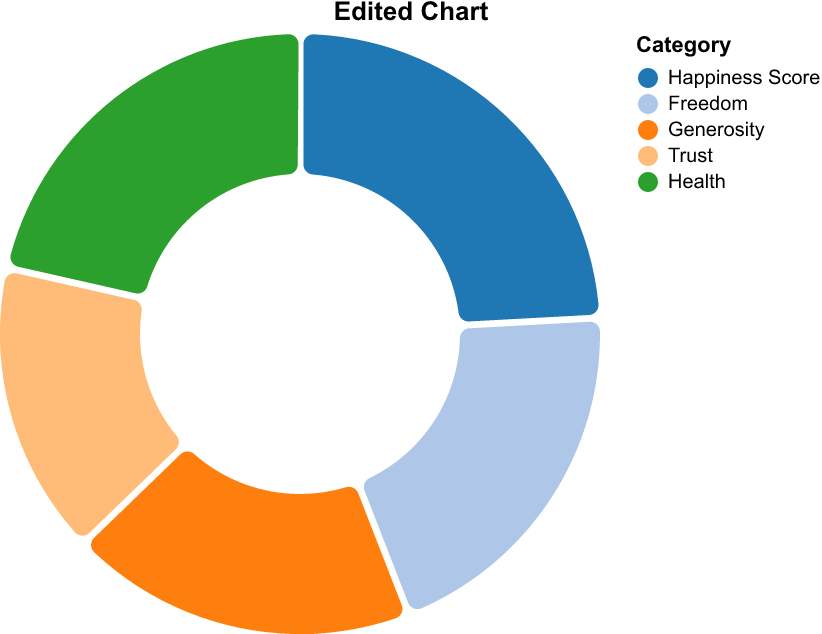 Edited Chart
Category
Happiness Score
Freedom
Generosity
Trust
Health